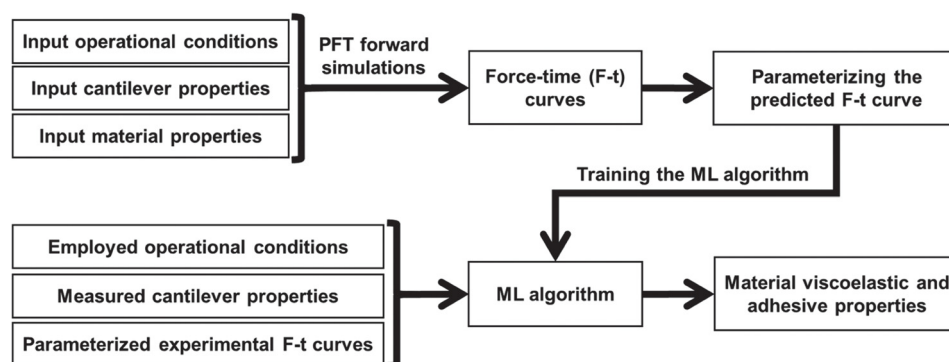 Input operational conditions
Input cantilever properties
Input material properties
PFT forward
simulations
Force-time (F-t)
curves
Parameterizing the
predicted F-t curve
Training the ML algorithm
Employed operational conditions
Measured cantilever properties
Parameterized experimental F-t curves
ML algorithm
Material viscoelastic and
adhesive properties